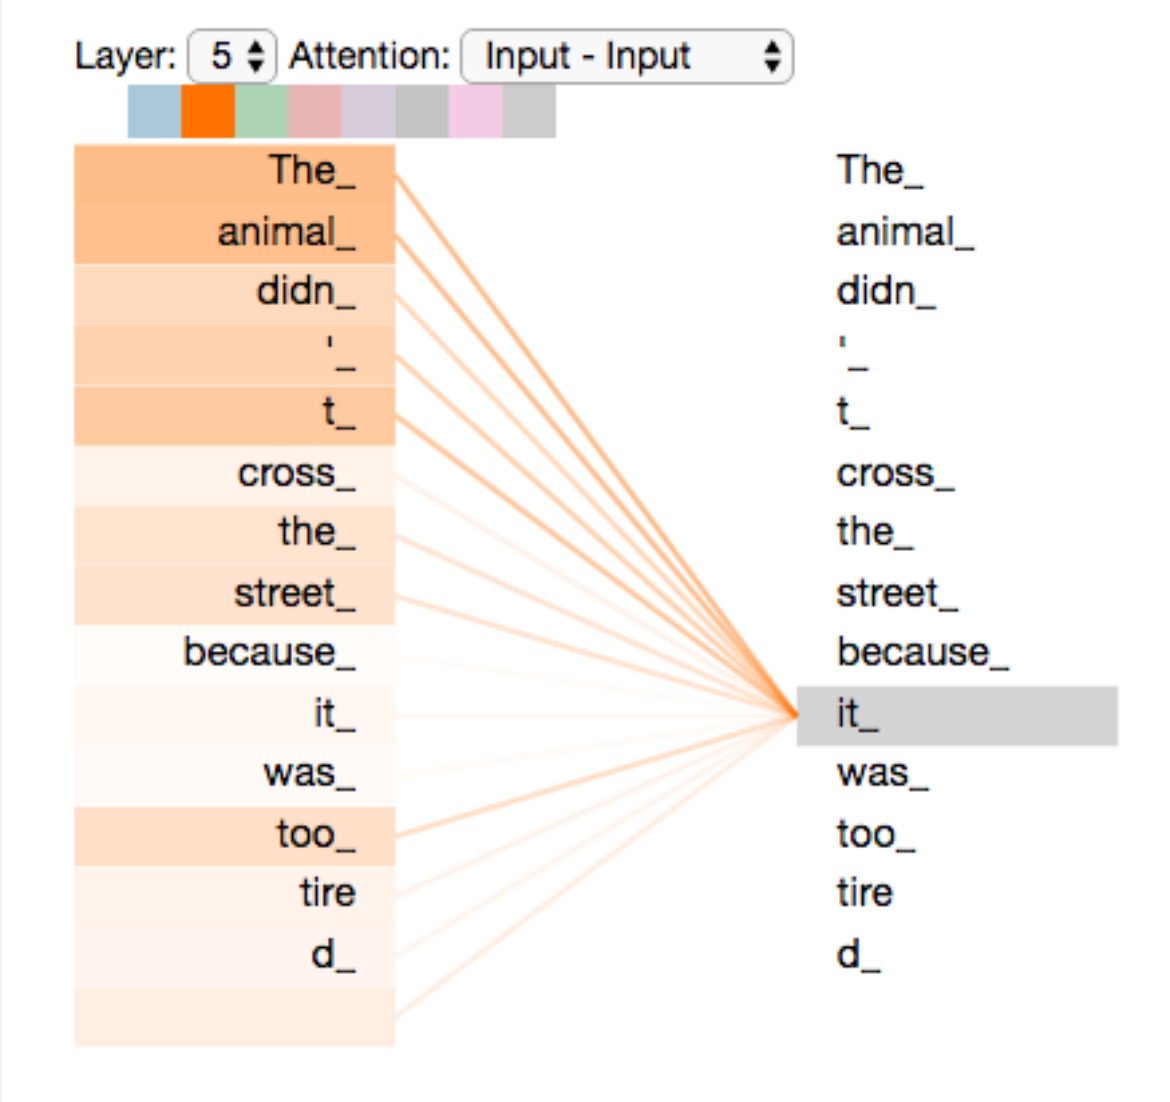 Layer: 5 Attention: Input - Input
The_ The_
animal_ animal_
didn_ didn_
'_ '_
t_ t_
cross_ cross_
the_ the_
street_ street_
because_ because_
it_ it_
was_ was_
too_ too_
tire tire
d_ d_